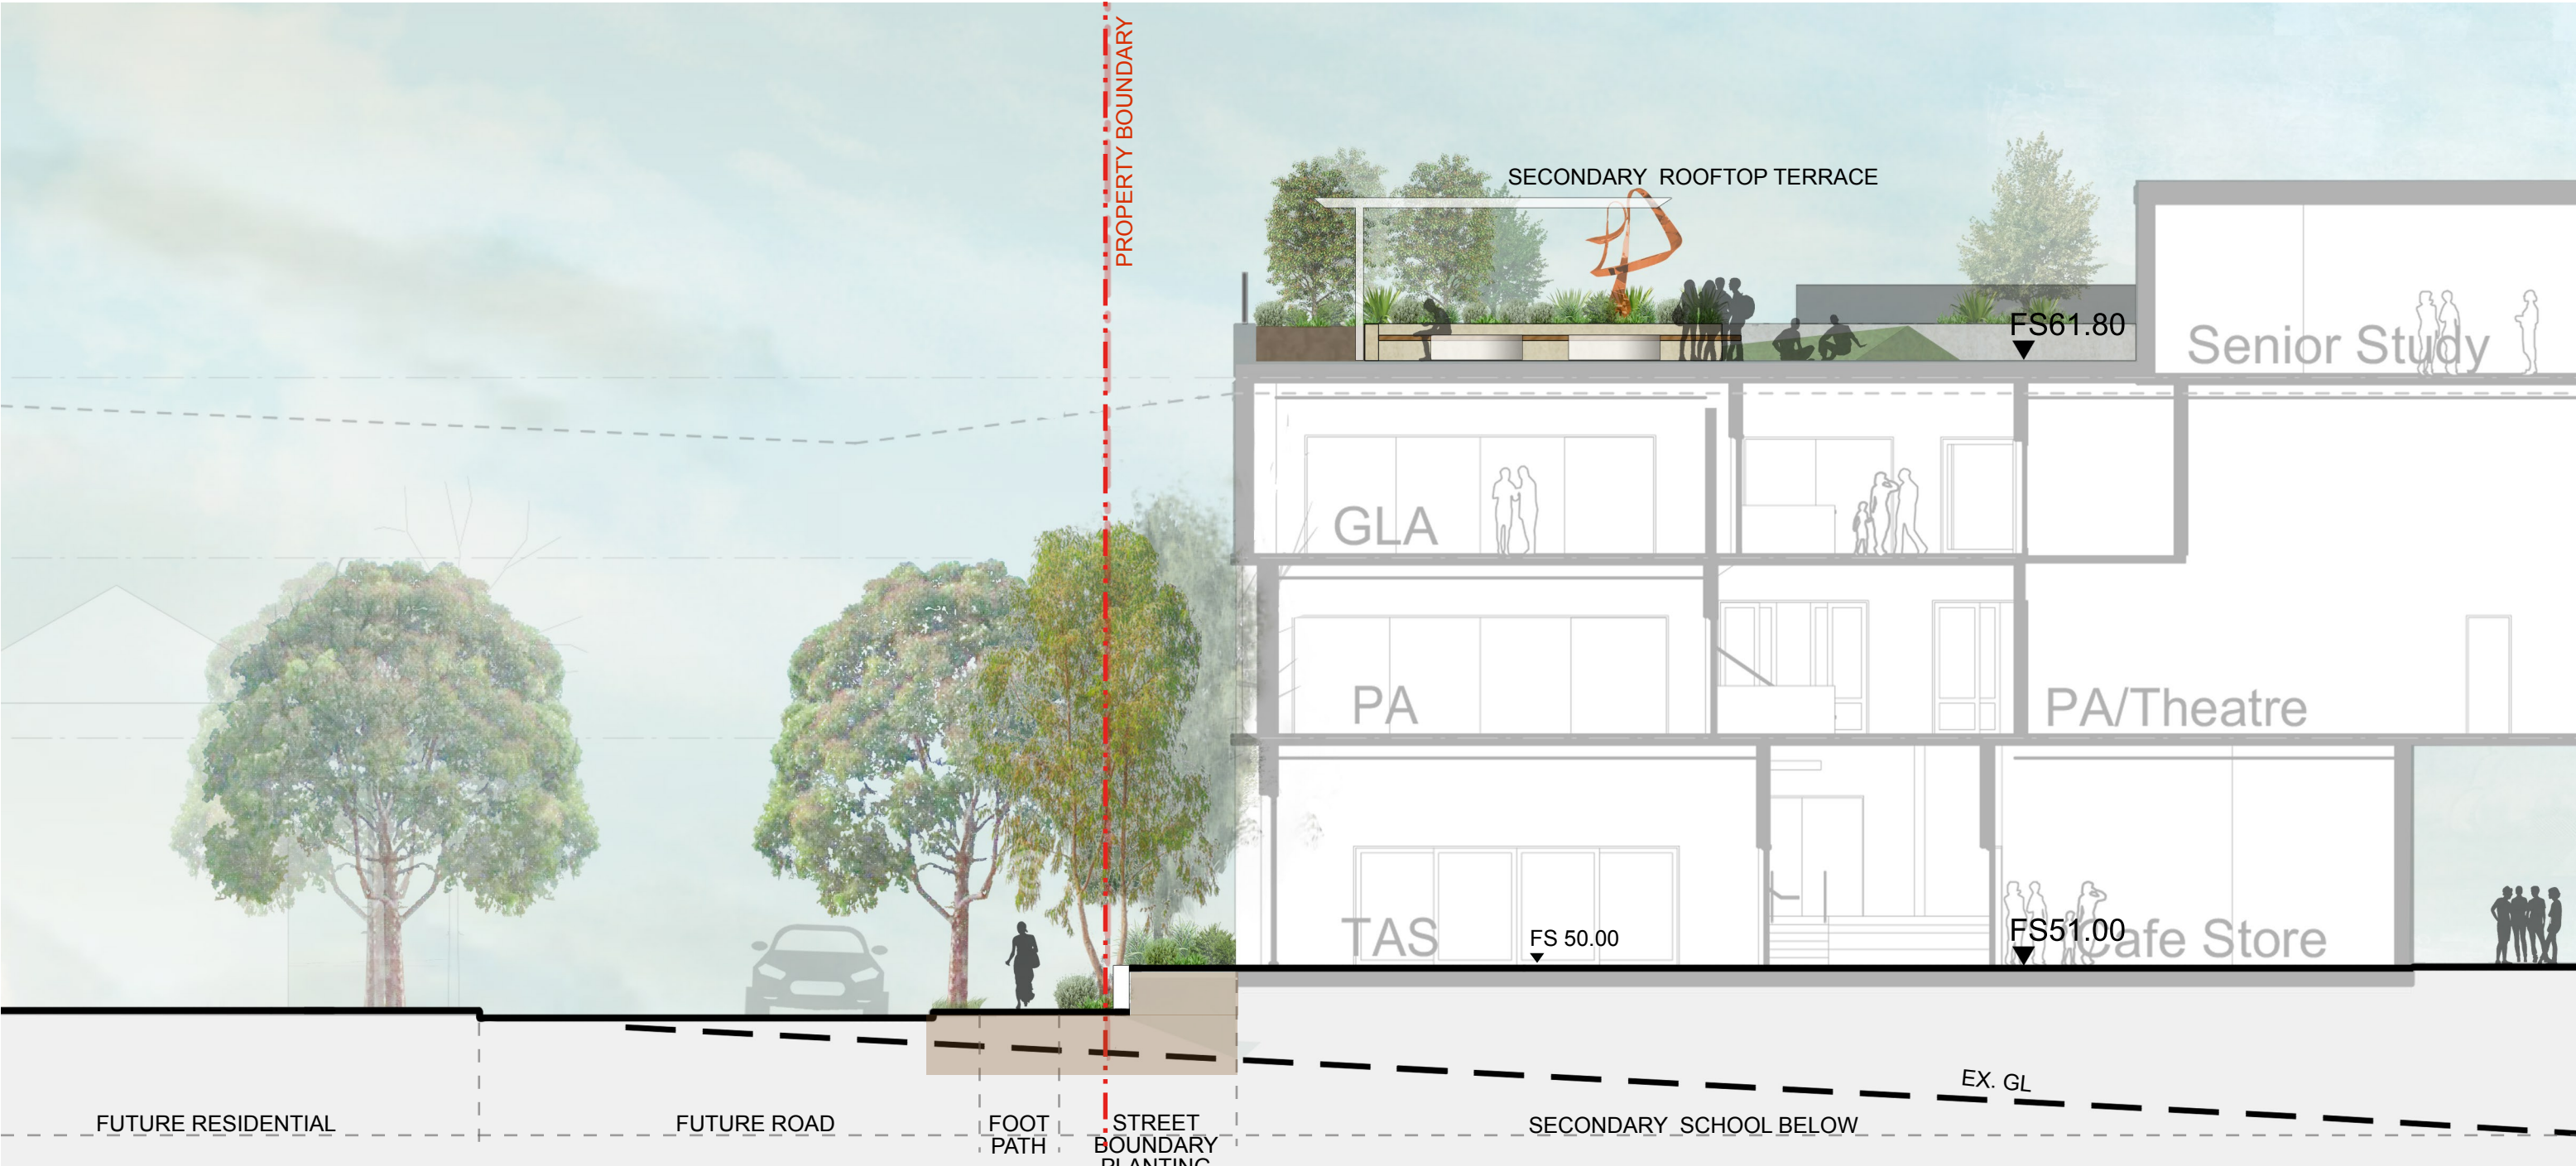 PROPERTY BOUNDARY
SECONDARY ROOFTOP TERRACE
FS61.80
Senior Study
GLA
PA
PA/Theatre
TAS
FS 50.00
FS51.00
Cafe Store
EX. GL
FUTURE RESIDENTIAL
FUTURE ROAD
FOOT
PATH
STREET
BOUNDARY
PLANTING
SECONDARY SCHOOL BELOW